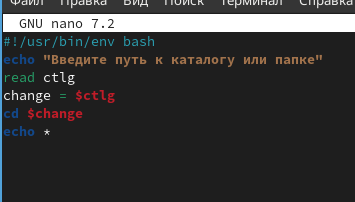 Файл Правка Вид Поиск Терминал Справка
GNU nano 7.2
#!/usr/bin/env bash
echo "Введите путь к каталогу или папке"
read ctlg
change = $ctlg
cd $change
echo *